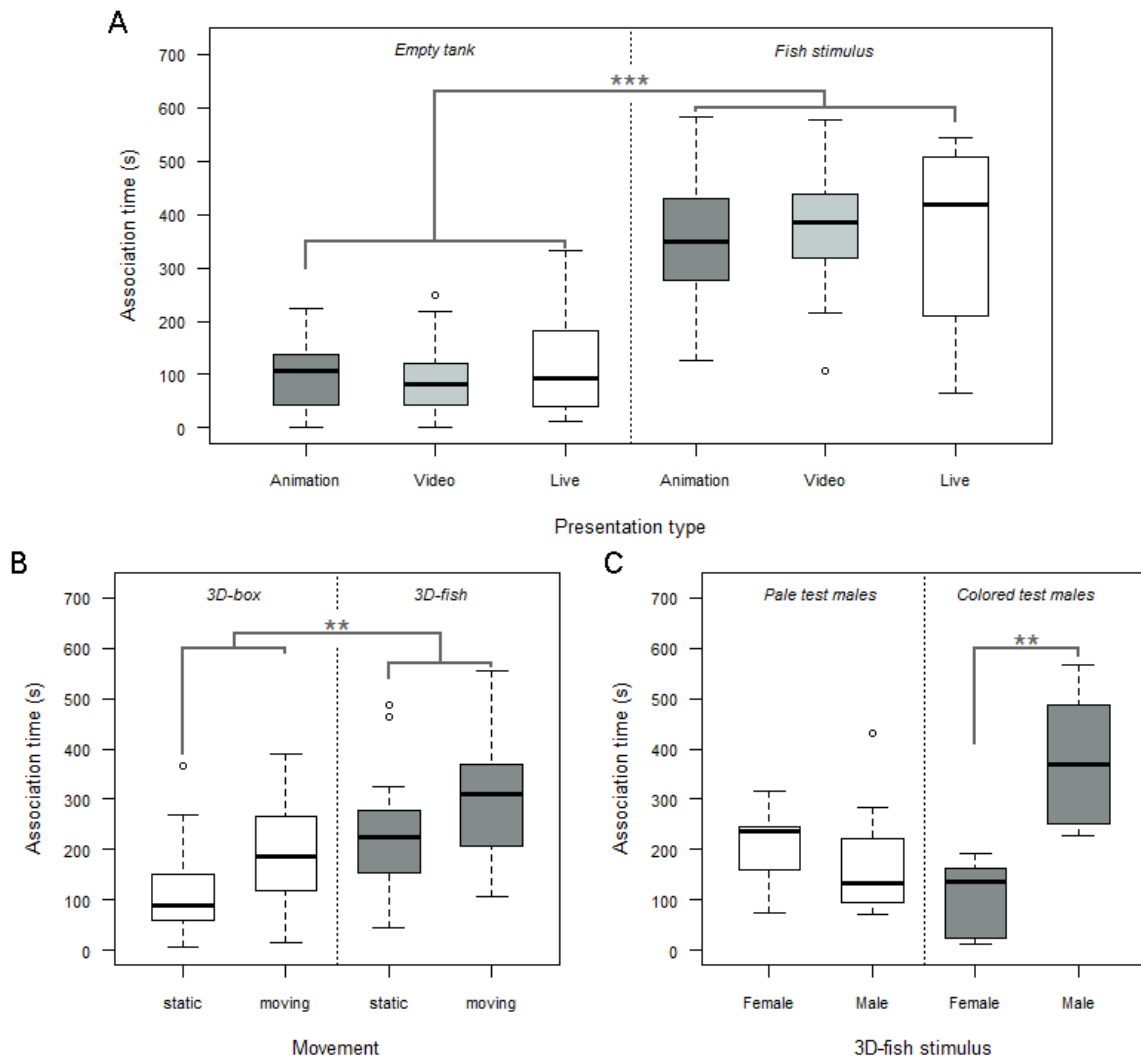 A
Empty tank
Fish stimulus
***
700
600
500
400
300
200
100
0
Association time (s)
Animation Video Live Animation Video Live
Presentation type
B
3D-box
3D-fish
**
700
600
500
400
300
200
100
0
Association time (s)
static moving static moving
Movement
C
Pale test males
Colored test males
**
700
600
500
400
300
200
100
0
Association time (s)
Female Male Female Male
3D-fish stimulus